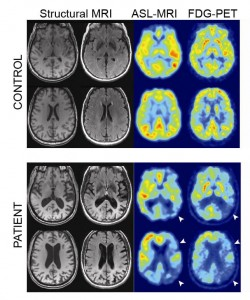 Structural MRI ASL-MRI FDG-PET
CONTROL
PATIENT